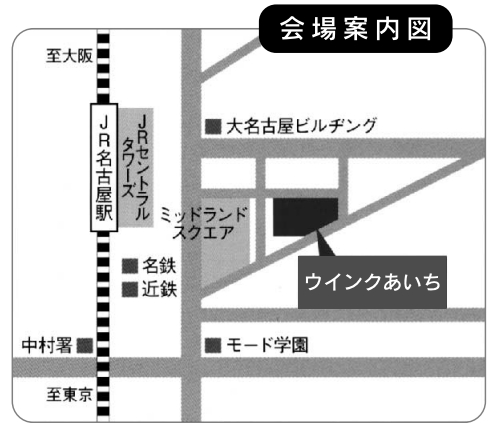 会場案内図
至大阪
大名古屋ビルヂング
JR名古屋駅
JRセントラル
タワーズ
ミッドランド
スクエア
名鉄
近鉄
ウインクあいち
中村署
モード学園
至東京